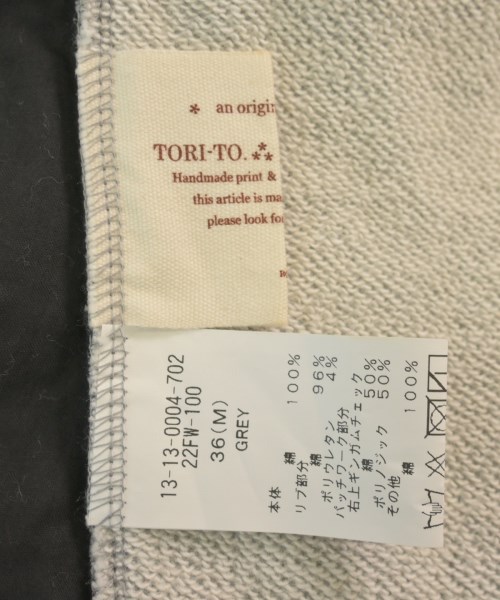 * an origi
TORI-TO.⁂
Handmade print &
this article is ma
please look fo
w
13-13-0004-702
22FW-100
36(M)
GREY
本体
綿 100%
リブ部分
綿 96%
ポリウレタン 4%
パッチワーク部分
右上ギンガムチェック
綿 50%
ポリノジック 50%
その他
綿 100%